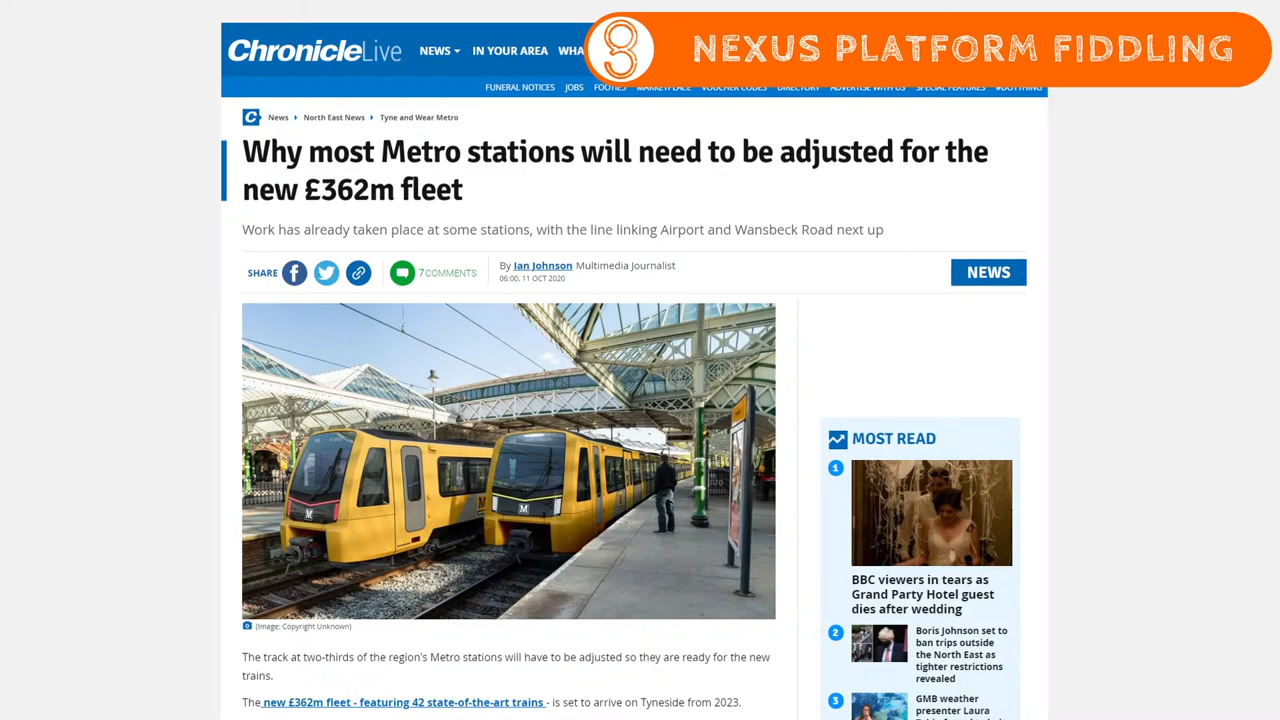 ChronicleLive
NEWS
IN YOUR AREA
8
NEXUS PLATFORM FIDDLING
FUNERAL NOTICES
JOBS
FOOTIES
MARKETPLACE
VOUCHER CODES
DIRECTORY
ADVERTISE WITH US
SPECIAL FEATURES
#DOTTHING
C
News
North East News
Tyne and Wear Metro
Why most Metro stations will need to be adjusted for the
new £362m fleet
Work has already taken place at some stations, with the line linking Airport and Wansbeck Road next up
SHARE
7 COMMENTS
By Ian Johnson Multimedia Journalist
06:00, 11 OCT 2020
NEWS
M
M
(Image: Copyright Unknown)
The track at two-thirds of the region's Metro stations will have to be adjusted so they are ready for the new
trains.
The new £362m fleet - featuring 42 state-of-the-art trains - is set to arrive on Tyneside from 2023.
MOST READ
1
BBC viewers in tears as
Grand Party Hotel guest
dies after wedding
2
Boris Johnson set to
ban trips outside
the North East as
tighter restrictions
revealed
3
GMB weather
presenter Laura